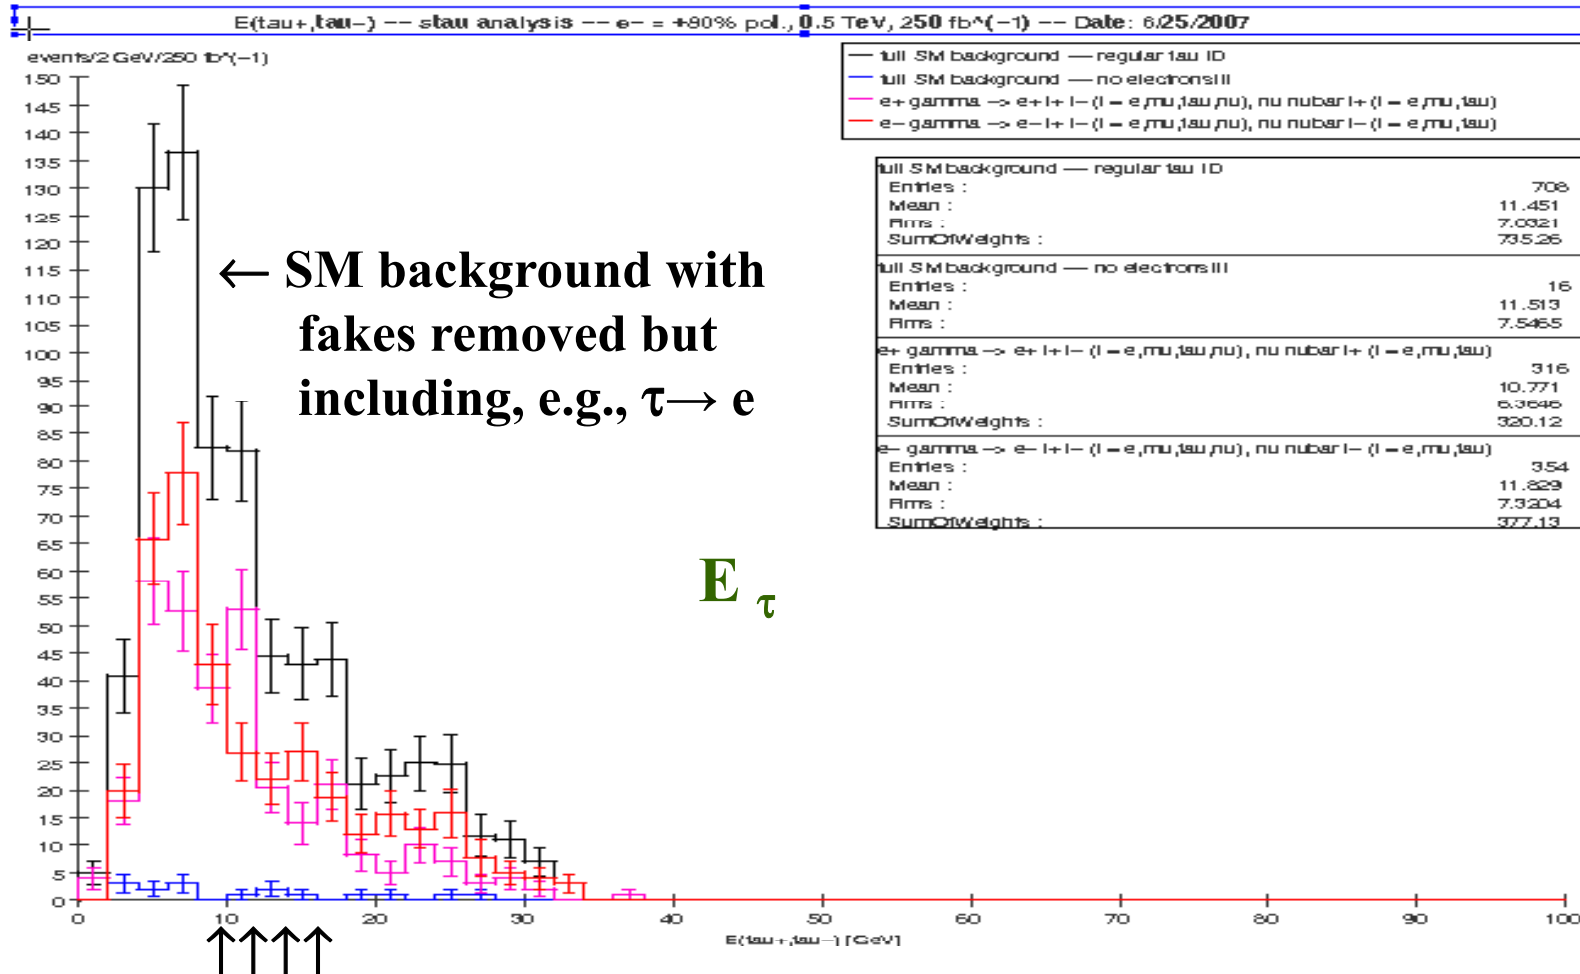 E(tau+,tau-) -- stau analysis -- e- = +80% pol., 0.5 TeV, 250 fb^(-1) -- Date: 6/25/2007
events/2 GeV/250 fb^(-1)
full SM background — regular tau ID
full SM background — no electrons!!!
e+ gamma -> e+ l+ l- (l = e,mu,tau,nu), nu nubar l+ (l = e,mu,tau)
e- gamma -> e- l+ l- (l = e,mu,tau,nu), nu nubar l- (l = e,mu,tau)
full SM background — regular tau ID
Entries : 708
Mean : 11.451
Rms : 7.0321
SumOfWeights : 735.26
full SM background — no electrons!!!
Entries : 16
Mean : 11.513
Rms : 7.5465
e+ gamma -> e+ l+ l- (l = e,mu,tau,nu), nu nubar l+ (l = e,mu,tau)
Entries : 316
Mean : 10.771
Rms : 6.3646
SumOfWeights : 320.12
e- gamma -> e- l+ l- (l = e,mu,tau,nu), nu nubar l- (l = e,mu,tau)
Entries : 354
Mean : 11.829
Rms : 7.3204
SumOfWeights : 377.13
← SM background with
fakes removed but
including, e.g., τ→ e
E τ
150
145
140
135
130
125
120
115
110
105
100
95
90
85
80
75
70
65
60
55
50
45
40
35
30
25
20
15
10
5
0
0 10 20 30 40 50 60 70 80 90 100
E(tau+,tau-) [GeV]
↑↑↑↑